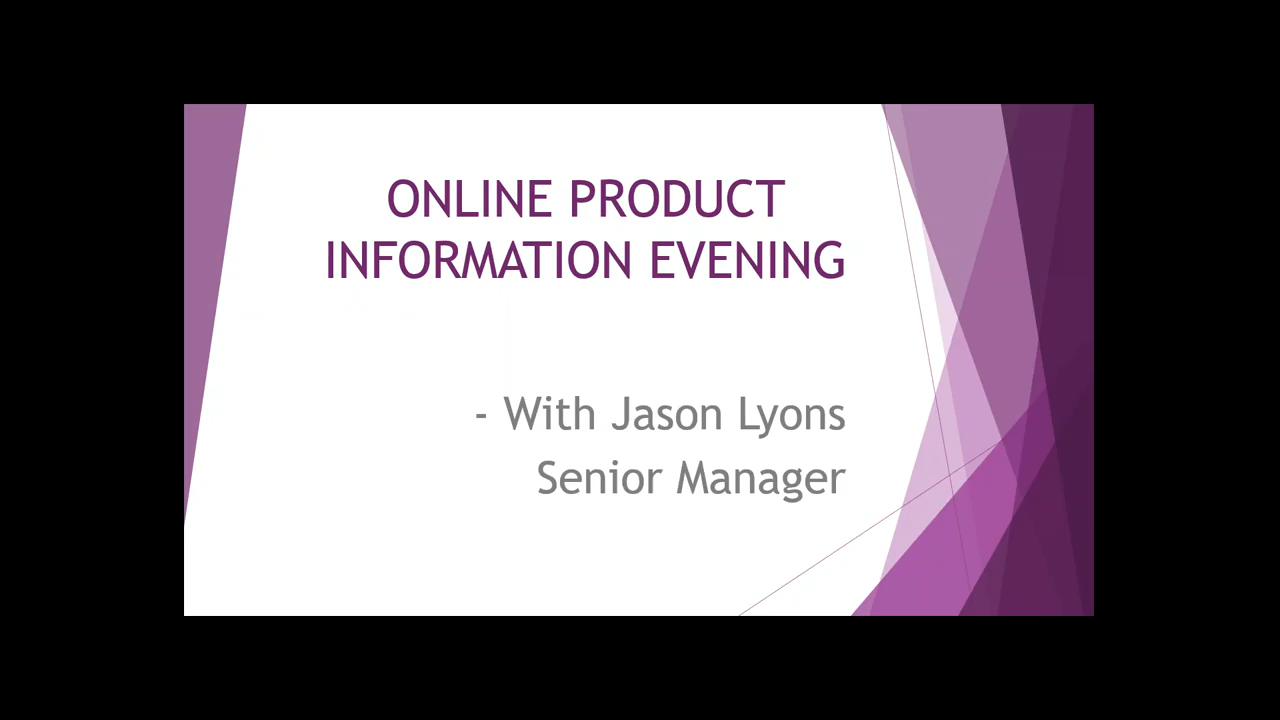 ONLINE PRODUCT
INFORMATION EVENING
- With Jason Lyons
Senior Manager